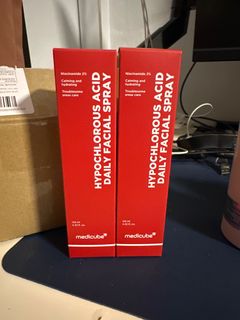 Niacinamide 2%
Calming and
hydrating
Troublesome
areas care
HYPOCHLOROUS ACID
DAILY FACIAL SPRAY
medicube
Niacinamide 2%
Calming and
hydrating
Troublesome
areas care
HYPOCHLOROUS ACID
DAILY FACIAL SPRAY
medicube